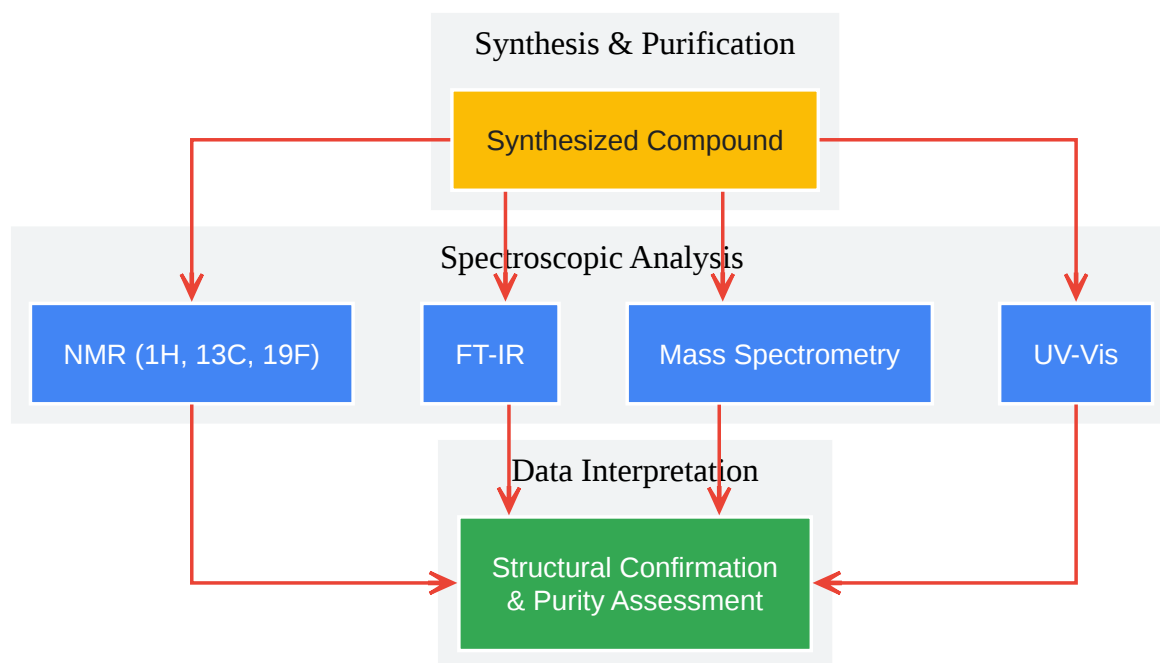 Synthesis & Purification
Synthesized Compound
Spectroscopic Analysis
NMR (1H, 13C, 19F)
FT-IR
Mass Spectrometry
UV-Vis
Data Interpretation
Structural Confirmation
& Purity Assessment